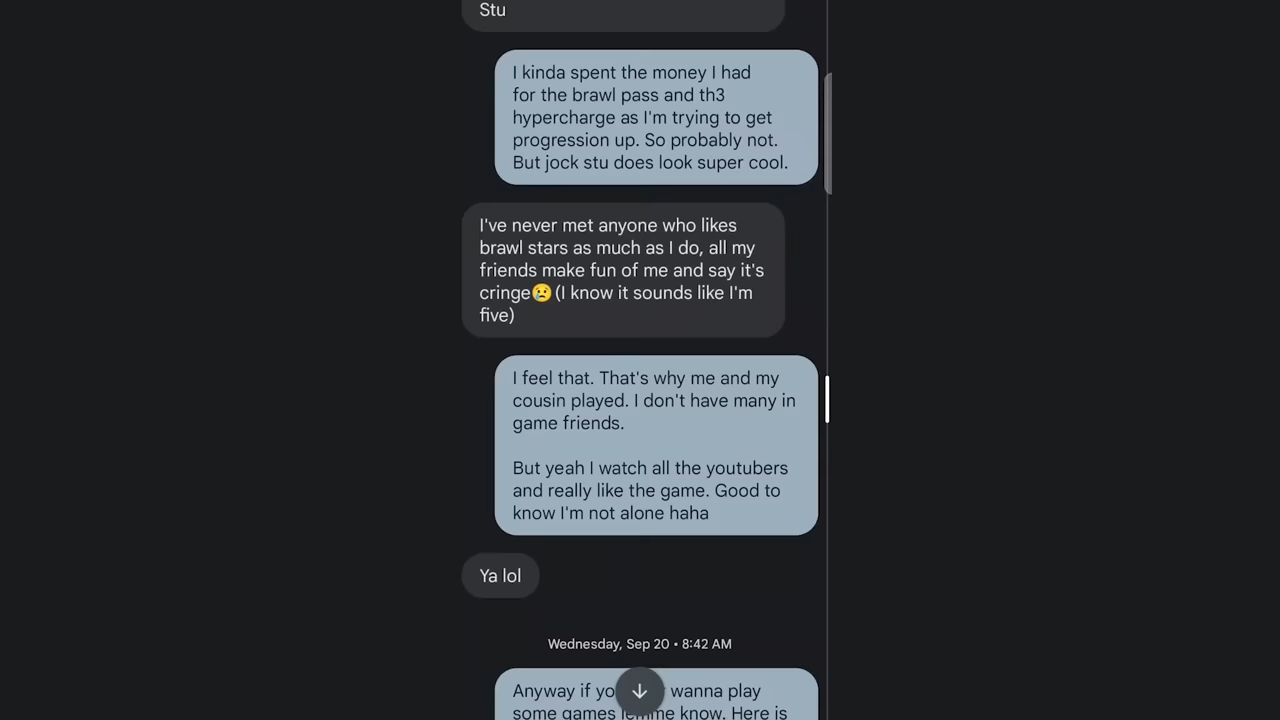 Stu
I kinda spent the money I had
for the brawl pass and th3
hypercharge as I'm trying to get
progression up. So probably not.
But jock stu does look super cool.
I've never met anyone who likes
brawl stars as much as I do, all my
friends make fun of me and say it's
cringe😢(I know it sounds like I'm
five)
I feel that. That's why me and my
cousin played. I don't have many in
game friends.
But yeah I watch all the youtubers
and really like the game. Good to
know I'm not alone haha
Ya lol
Wednesday, Sep 20 • 8:42 AM
Anyway if wanna play
some games know. Here is